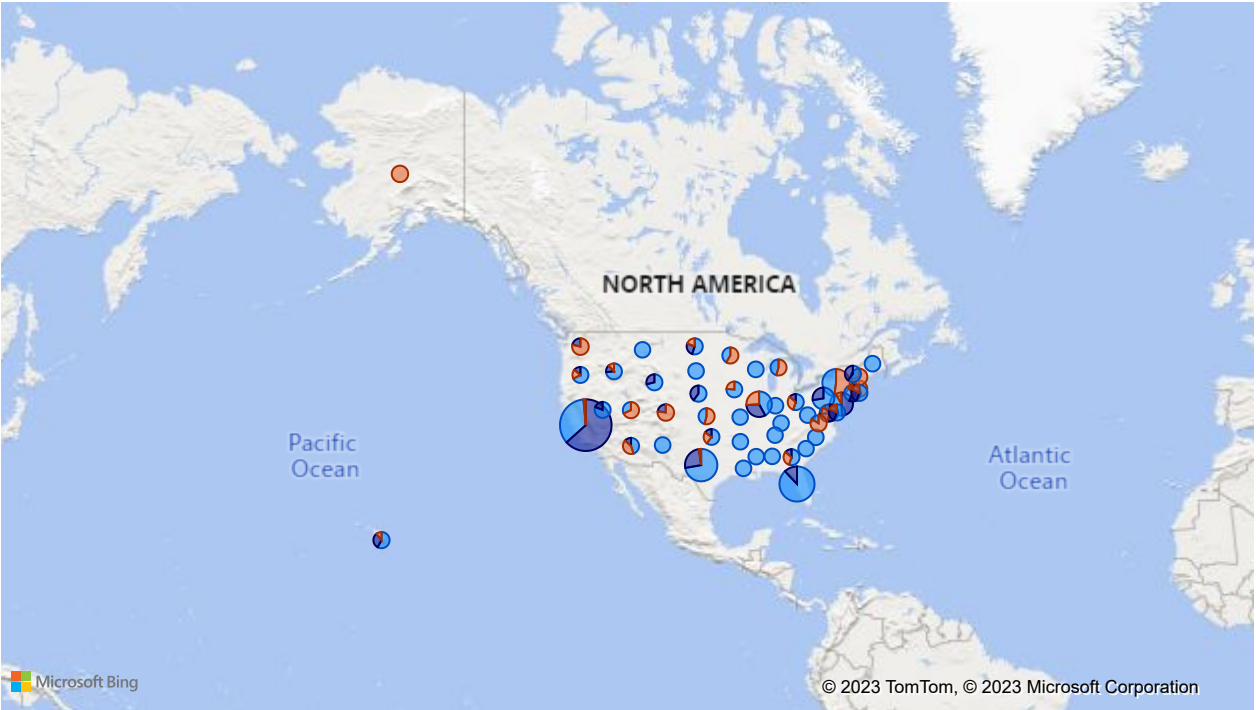 NORTH AMERICA
Pacific
Ocean
Atlantic
Ocean
Microsoft Bing
© 2023 TomTom, © 2023 Microsoft Corporation